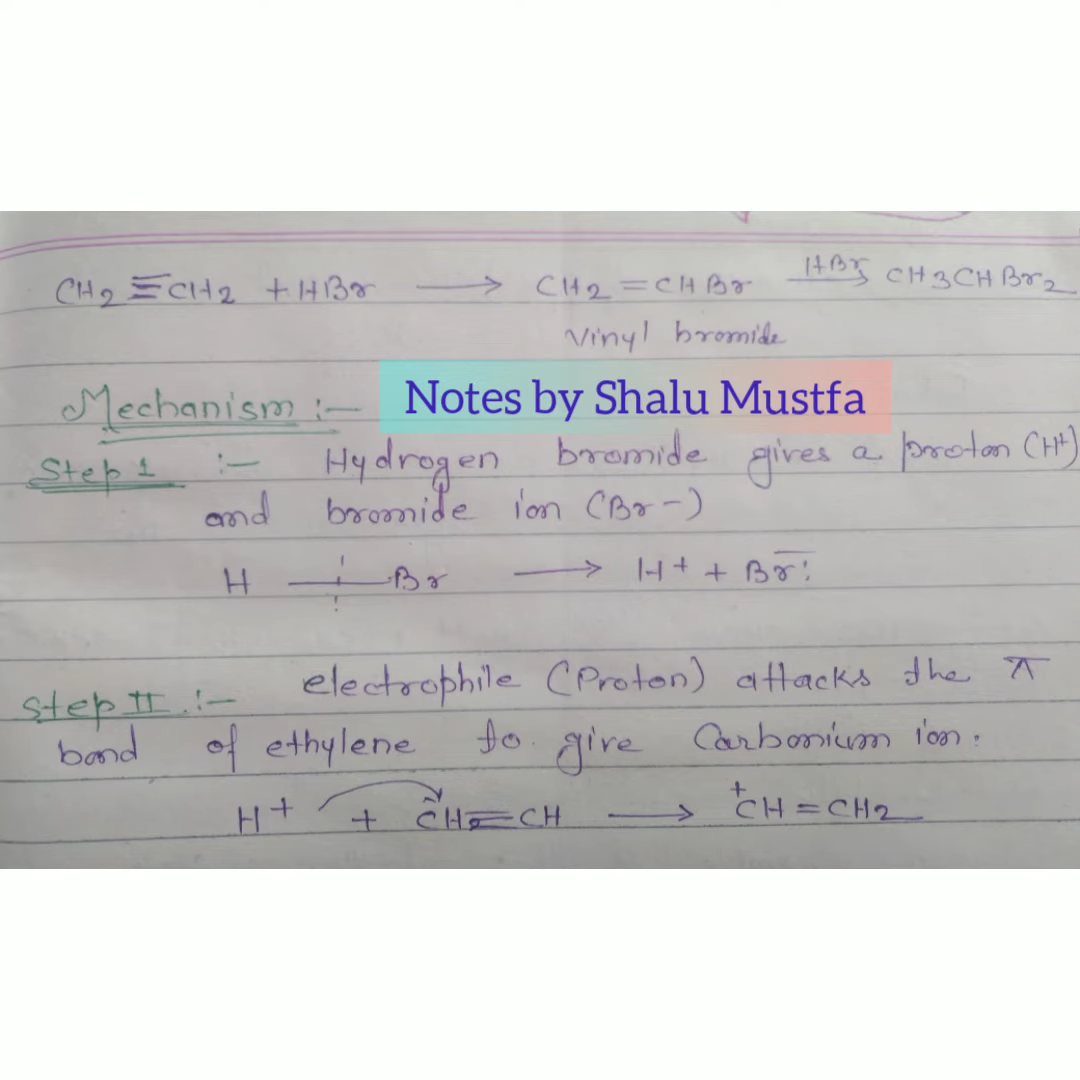 CH2≡CH2 + HBr ⟶ CH2=CHBr —HBr→ CH3CHBr2
Vinyl bromide
Mechanism :—
Notes by Shalu Mustfa
Step 1 :— Hydrogen bromide gives a proton (H+)
and bromide ion (Br-)
H — Br ⟶ H+ + Br̅:
Step II :— electrophile (Proton) attacks the π
bond of ethylene to give Carbonium ion.
H+ + C̄H≡CH ⟶ +CH=CH2